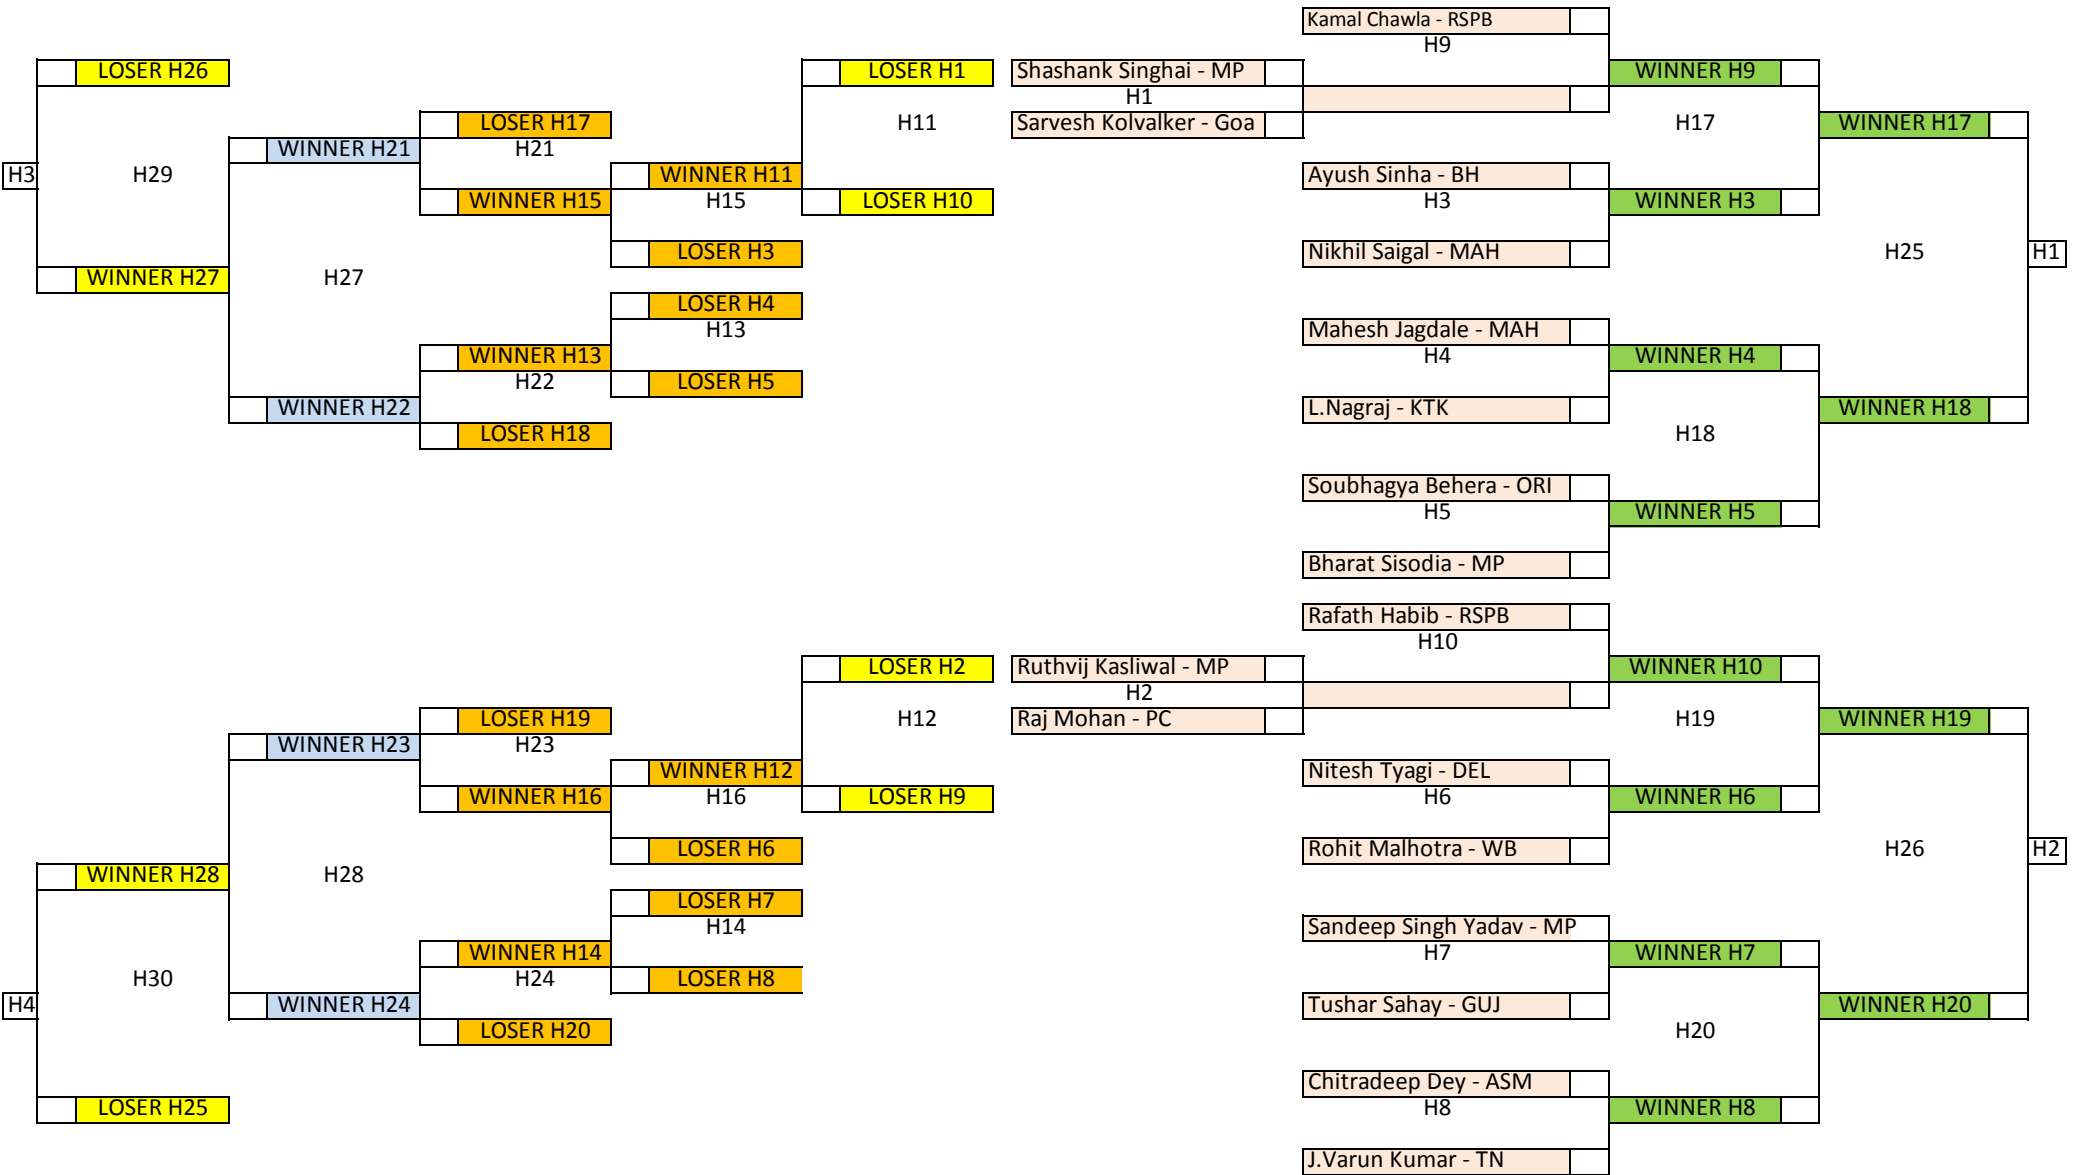 Kamal Chawla - RSPB
H9
LOSER H26
LOSER H1
Shashank Singhai - MP
WINNER H9
H1
LOSER H17
H11
Sarvesh Kolvalker - Goa
H17
WINNER H17
WINNER H21
H21
H3
H29
WINNER H11
Ayush Sinha - BH
WINNER H15
H15
LOSER H10
H3
WINNER H3
LOSER H3
Nikhil Saigal - MAH
H25
H1
WINNER H27
H27
LOSER H4
H13
Mahesh Jagdale - MAH
WINNER H13
H4
WINNER H4
H22
LOSER H5
WINNER H22
L.Nagraj - KTK
WINNER H18
LOSER H18
H18
Soubhagya Behera - ORI
H5
WINNER H5
Bharat Sisodia - MP
Rafath Habib - RSPB
H10
LOSER H2
Ruthvij Kasliwal - MP
WINNER H10
H2
LOSER H19
H12
Raj Mohan - PC
H19
WINNER H19
WINNER H23
H23
WINNER H12
Nitesh Tyagi - DEL
WINNER H16
H16
LOSER H9
H6
WINNER H6
LOSER H6
Rohit Malhotra - WB
H26
H2
WINNER H28
H28
LOSER H7
H14
Sandeep Singh Yadav - MP
WINNER H14
H7
WINNER H7
H30
H24
LOSER H8
H4
WINNER H24
Tushar Sahay - GUJ
WINNER H20
LOSER H20
H20
Chitradeep Dey - ASM
LOSER H25
H8
WINNER H8
J.Varun Kumar - TN